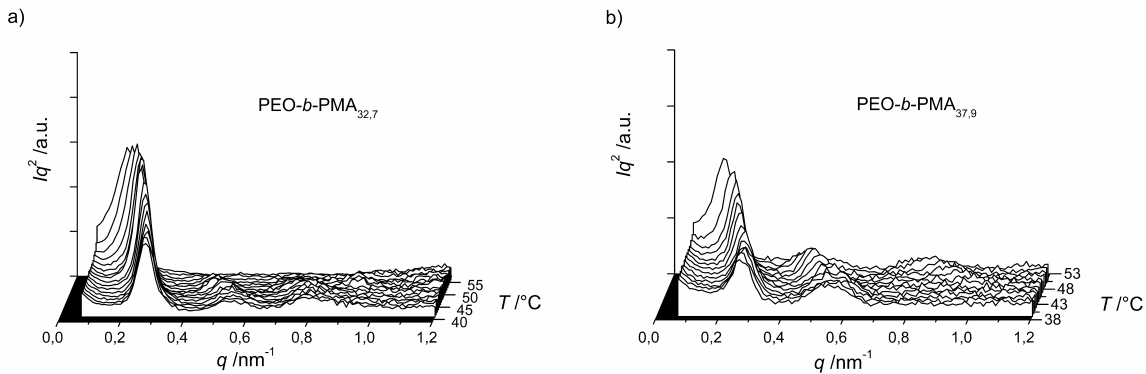 a)
PEO-b-PMA32,7
Iq2 /a.u.
55
50
45
40
T /°C
0,0 0,2 0,4 0,6 0,8 1,0 1,2
q /nm-1
b)
PEO-b-PMA37,9
Iq2 /a.u.
53
48
43
38
T /°C
0,0 0,2 0,4 0,6 0,8 1,0 1,2
q /nm-1